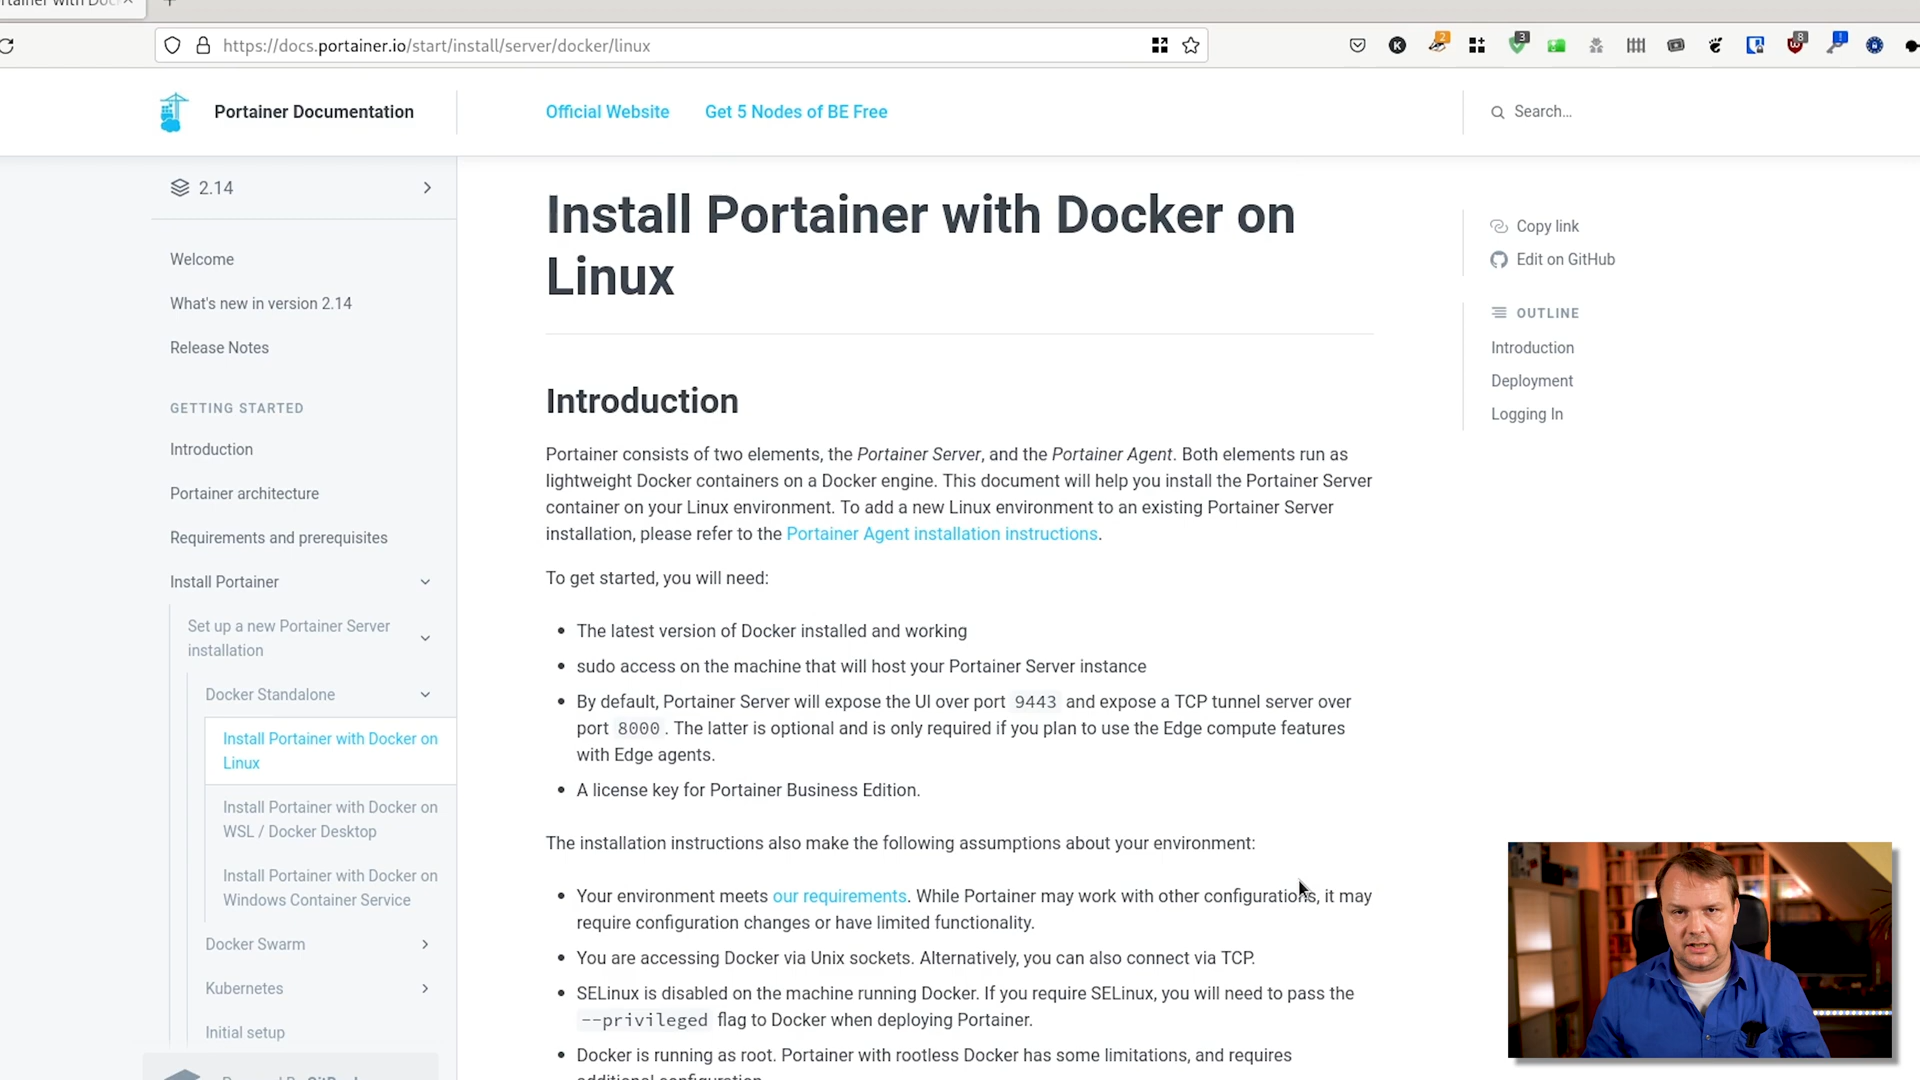 https://docs.portainer.io/start/install/server/docker/linux
2
3
8
Portainer Documentation
Official Website
Get 5 Nodes of BE Free
Search...
2.14
Welcome
What's new in version 2.14
Release Notes
GETTING STARTED
Introduction
Portainer architecture
Requirements and prerequisites
Install Portainer
Set up a new Portainer Server
installation
Docker Standalone
Install Portainer with Docker on
Linux
Install Portainer with Docker on
WSL / Docker Desktop
Install Portainer with Docker on
Windows Container Service
Docker Swarm
Kubernetes
Initial setup
Install Portainer with Docker on
Linux
Introduction
Portainer consists of two elements, the Portainer Server, and the Portainer Agent. Both elements run as
lightweight Docker containers on a Docker engine. This document will help you install the Portainer Server
container on your Linux environment. To add a new Linux environment to an existing Portainer Server
installation, please refer to the Portainer Agent installation instructions.
To get started, you will need:
The latest version of Docker installed and working
sudo access on the machine that will host your Portainer Server instance
By default, Portainer Server will expose the UI over port 9443 and expose a TCP tunnel server over
port 8000. The latter is optional and is only required if you plan to use the Edge compute features
with Edge agents.
A license key for Portainer Business Edition.
The installation instructions also make the following assumptions about your environment:
Your environment meets our requirements. While Portainer may work with other configurations, it may
require configuration changes or have limited functionality.
You are accessing Docker via Unix sockets. Alternatively, you can also connect via TCP.
SELinux is disabled on the machine running Docker. If you require SELinux, you will need to pass the
--privileged flag to Docker when deploying Portainer.
Docker is running as root. Portainer with rootless Docker has some limitations, and requires
Copy link
Edit on GitHub
OUTLINE
Introduction
Deployment
Logging In